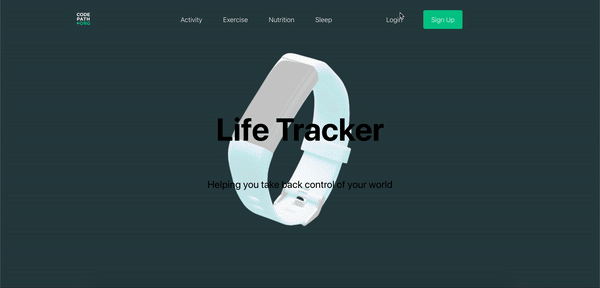 CODE
PATH
*ORG
Activity
Exercise
Nutrition
Sleep
Login
Sign Up
Life Tracker
Helping you take back control of your world